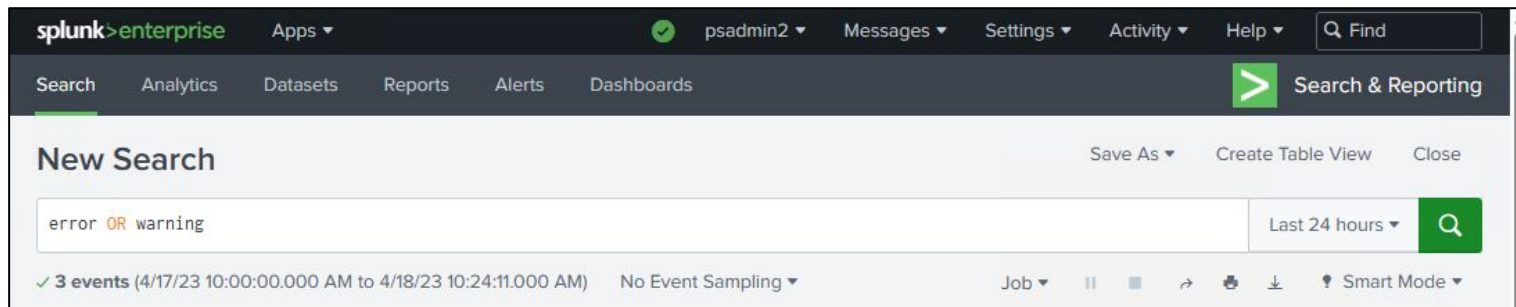 splunk>enterprise Apps psadmin2 Messages Settings Activity Help Find
Search Analytics Datasets Reports Alerts Dashboards Search & Reporting
New Search Save As Create Table View Close
error OR warning Last 24 hours
3 events (4/17/23 10:00:00.000 AM to 4/18/23 10:24:11.000 AM) No Event Sampling Job Smart Mode